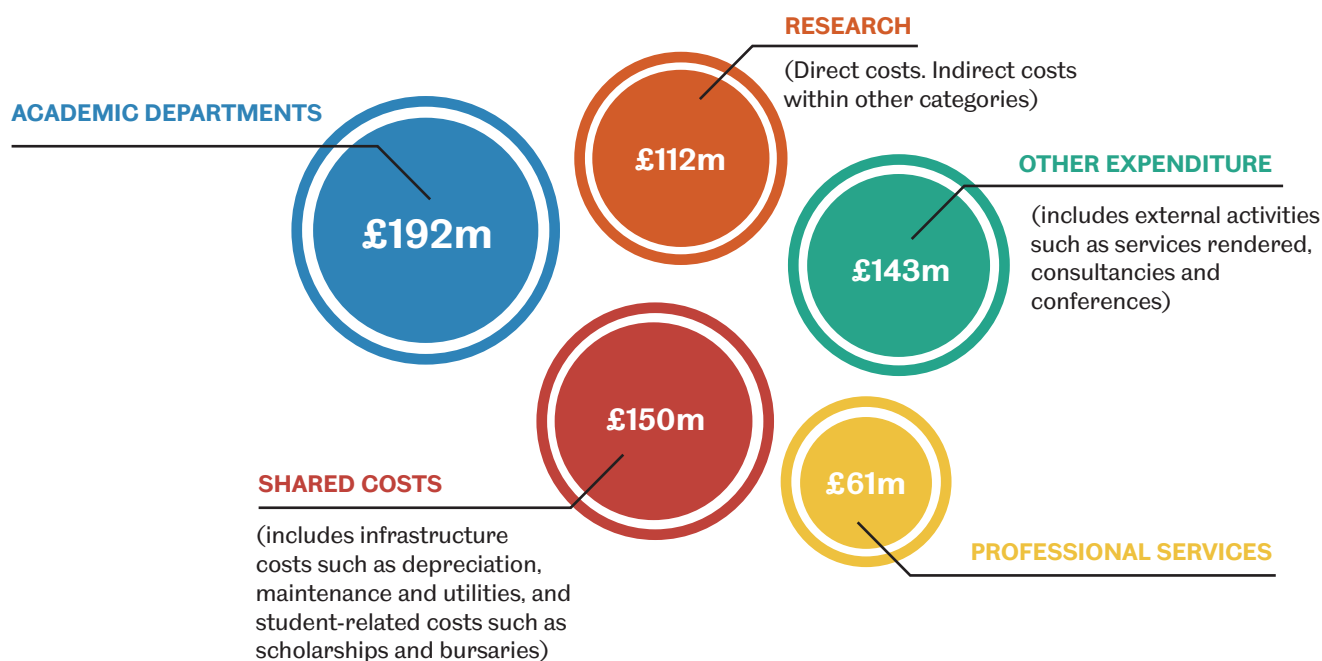 RESEARCH
(Direct costs. Indirect costs
within other categories)
£112m
ACADEMIC DEPARTMENTS
£192m
OTHER EXPENDITURE
(includes external activities
such as services rendered,
consultancies and
conferences)
£143m
£150m
SHARED COSTS
(includes infrastructure
costs such as depreciation,
maintenance and utilities, and
student-related costs such as
scholarships and bursaries)
£61m
PROFESSIONAL SERVICES